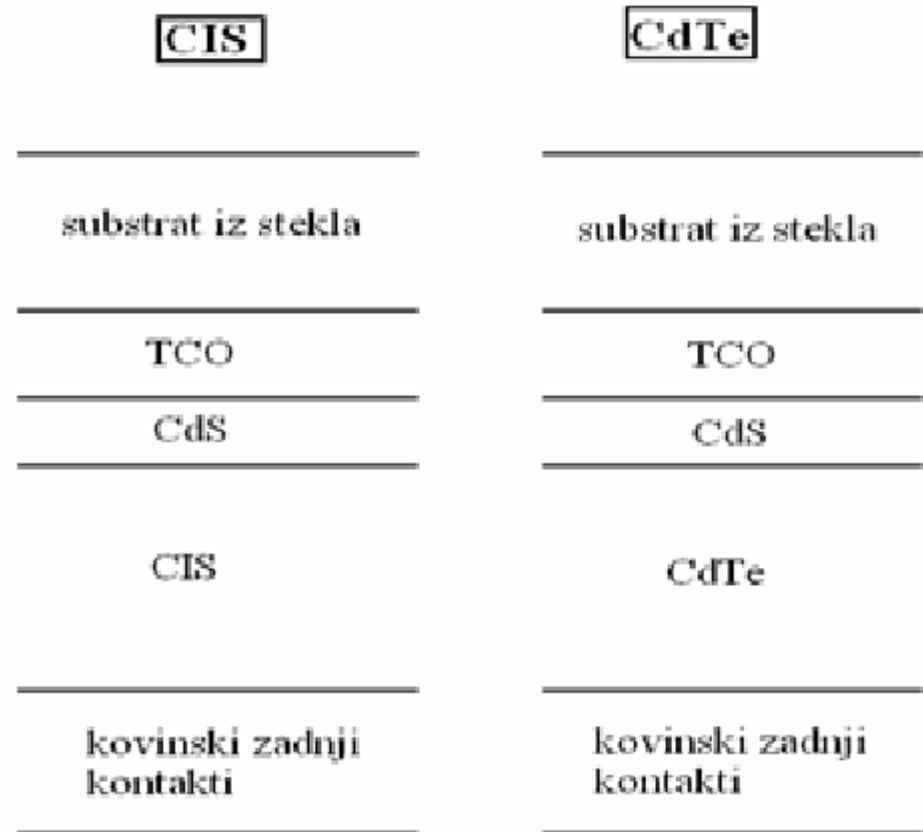 CIS
substrat iz stekla
TCO
CdS
CIS
kovinski zadnji
kontakti
CdTe
substrat iz stekla
TCO
CdS
CdTe
kovinski zadnji
kontakti